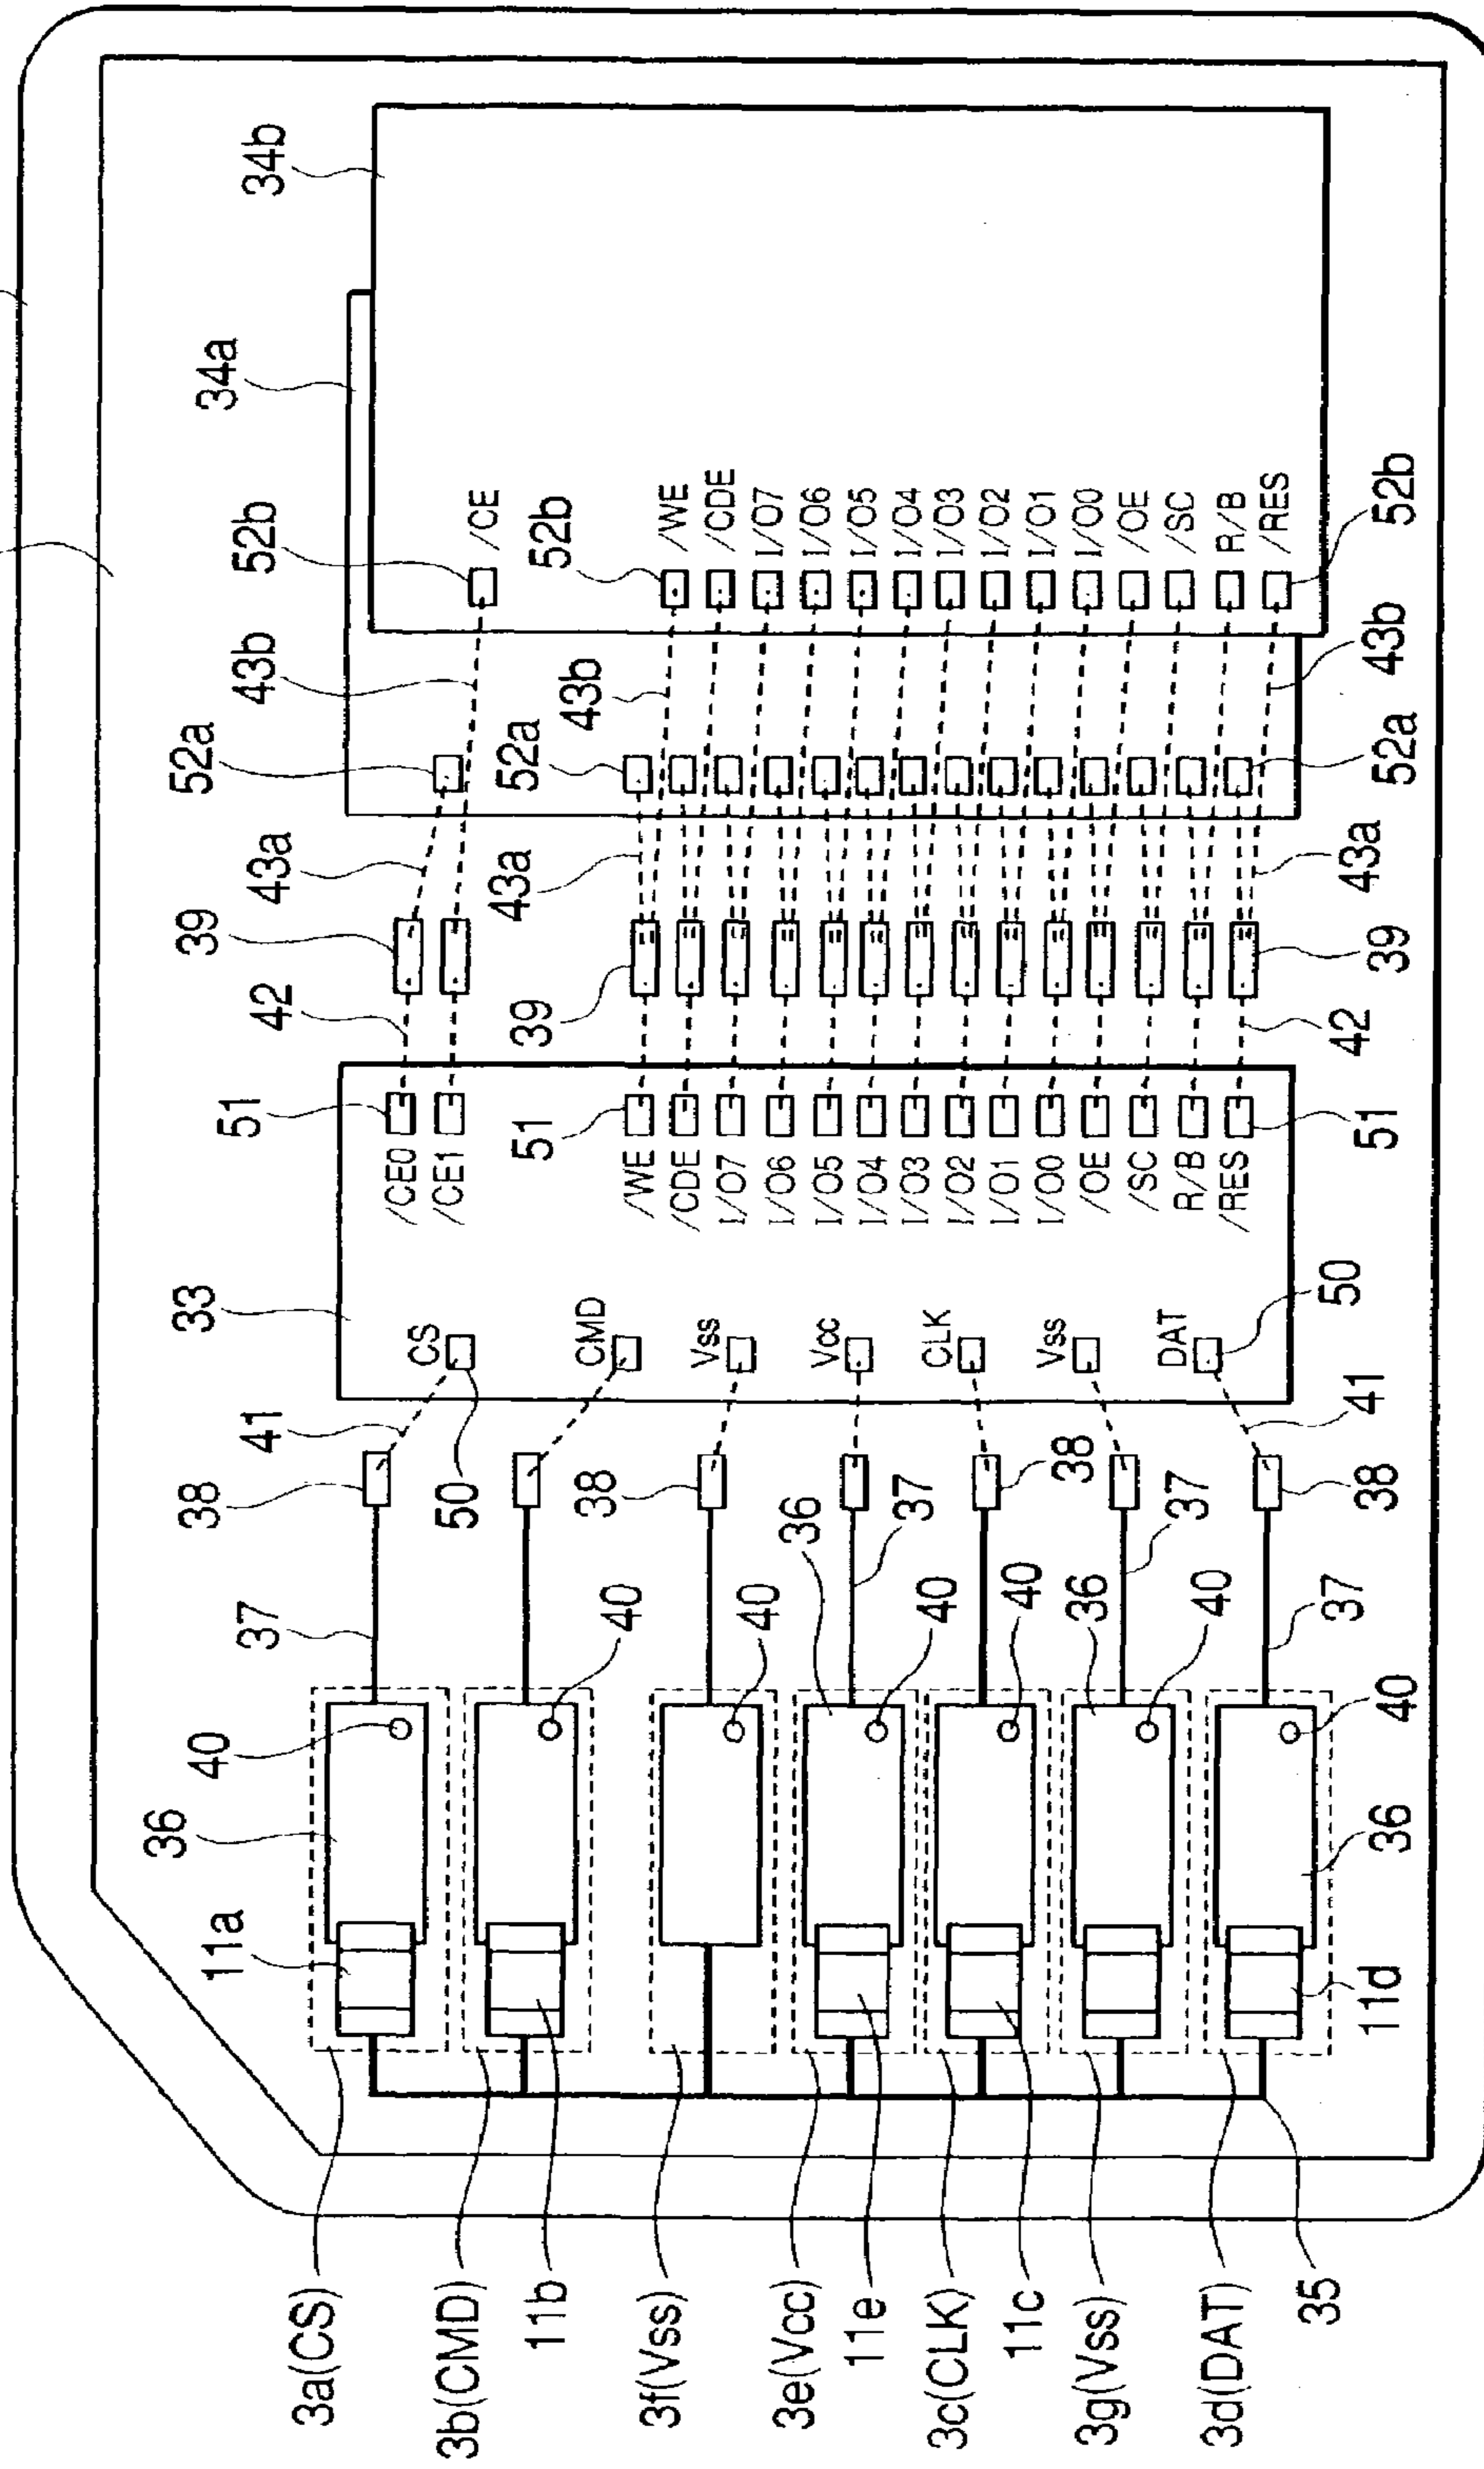 34b
34a
52b
/CE
52b
43b
52a
43b
52a
43a
43a
39
39
42
51
51
/CE0
/CE1
/WE
/CDE
I/O7
I/O6
I/O5
I/O4
I/O3
I/O2
I/O1
I/O0
/OE
/SC
R/B
/RES
52b
43b
52a
43a
39
42
51
/WE
/CDE
I/O7
I/O6
I/O5
I/O4
I/O3
I/O2
I/O1
I/O0
/OE
/SC
R/B
/RES
33
CS
CMD
Vss
Vcc
CLK
Vss
DAT
50
41
38
50
38
36
37
38
37
41
38
37
40
40
40
40
40
36
40
37
40
36
11a
36
11d
3a(CS)
3b(CMD)
11b
3f(Vss)
3e(Vcc)
11e
3c(CLK)
11c
3g(Vss)
3d(DAT)
35